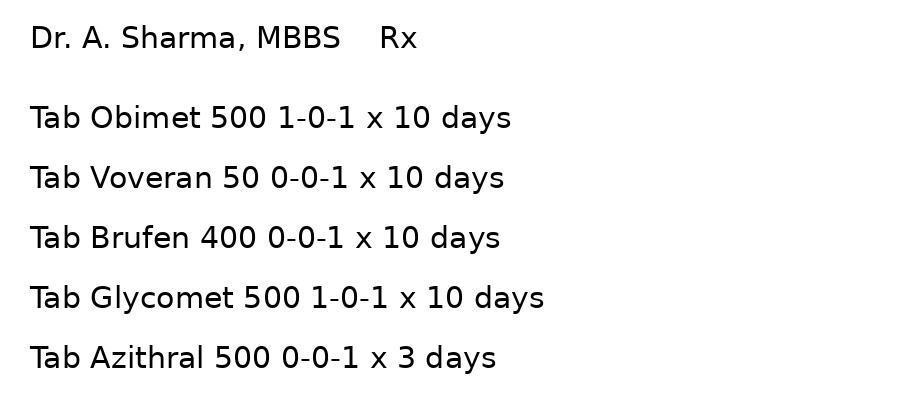 Dr. A. Sharma, MBBS    Rx
Tab Obimet 500 1-0-1 x 10 days
Tab Voveran 50 0-0-1 x 10 days
Tab Brufen 400 0-0-1 x 10 days
Tab Glycomet 500 1-0-1 x 10 days
Tab Azithral 500 0-0-1 x 3 days